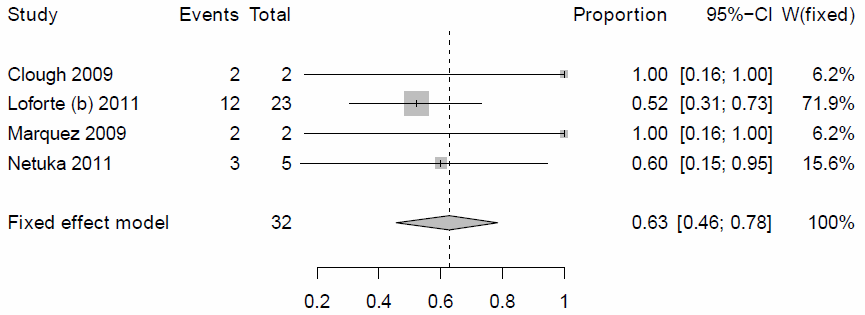 Study Events Total Proportion 95%−CI W(fixed)
Clough 2009 2 2 1.00 [0.16; 1.00] 6.2%
Loforte (b) 2011 12 23 0.52 [0.31; 0.73] 71.9%
Marquez 2009 2 2 1.00 [0.16; 1.00] 6.2%
Netuka 2011 3 5 0.60 [0.15; 0.95] 15.6%
Fixed effect model 32 0.63 [0.46; 0.78] 100%
0.2 0.4 0.6 0.8 1